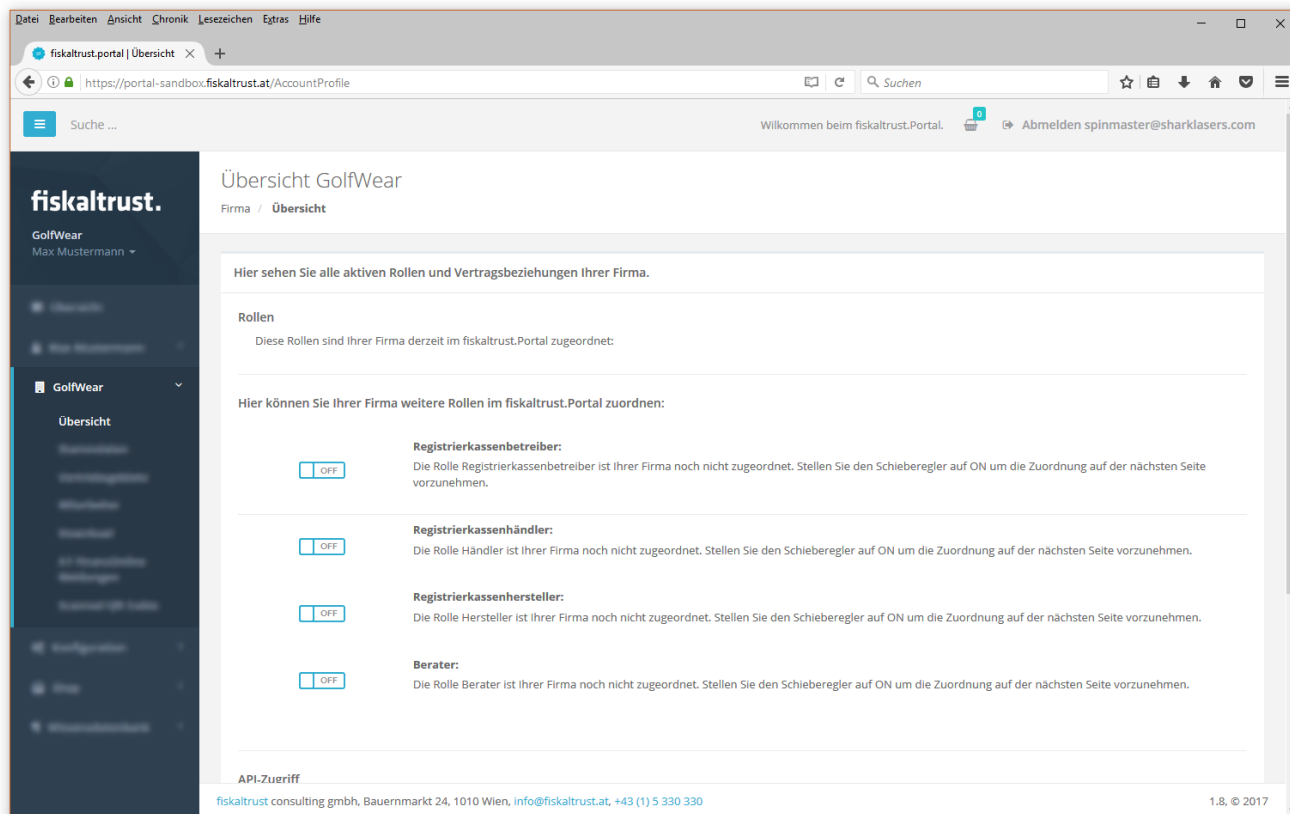 Datei Bearbeiten Ansicht Chronik Lesezeichen Extras Hilfe
fiskaltrust.portal | Übersicht
https://portal-sandbox.fiskaltrust.at/AccountProfile
Suchen
Suche ...
Wilkommen beim fiskaltrust.Portal.
0
Abmelden spinmaster@sharklasers.com
fiskaltrust.
GolfWear
Max Mustermann
GolfWear
Übersicht
Übersicht GolfWear
Firma / Übersicht
Hier sehen Sie alle aktiven Rollen und Vertragsbeziehungen Ihrer Firma.
Rollen
Diese Rollen sind Ihrer Firma derzeit im fiskaltrust.Portal zugeordnet:
Hier können Sie Ihrer Firma weitere Rollen im fiskaltrust.Portal zuordnen:
OFF
Registrierkassenbetreiber:
Die Rolle Registrierkassenbetreiber ist Ihrer Firma noch nicht zugeordnet. Stellen Sie den Schieberegler auf ON um die Zuordnung auf der nächsten Seite
vorzunehmen.
OFF
Registrierkassenhändler:
Die Rolle Händler ist Ihrer Firma noch nicht zugeordnet. Stellen Sie den Schieberegler auf ON um die Zuordnung auf der nächsten Seite vorzunehmen.
OFF
Registrierkassenhersteller:
Die Rolle Hersteller ist Ihrer Firma noch nicht zugeordnet. Stellen Sie den Schieberegler auf ON um die Zuordnung auf der nächsten Seite vorzunehmen.
OFF
Berater:
Die Rolle Berater ist Ihrer Firma noch nicht zugeordnet. Stellen Sie den Schieberegler auf ON um die Zuordnung auf der nächsten Seite vorzunehmen.
API-Zugriff
fiskaltrust consulting gmbh, Bauernmarkt 24, 1010 Wien, info@fiskaltrust.at, +43 (1) 5 330 330
1.8, © 2017